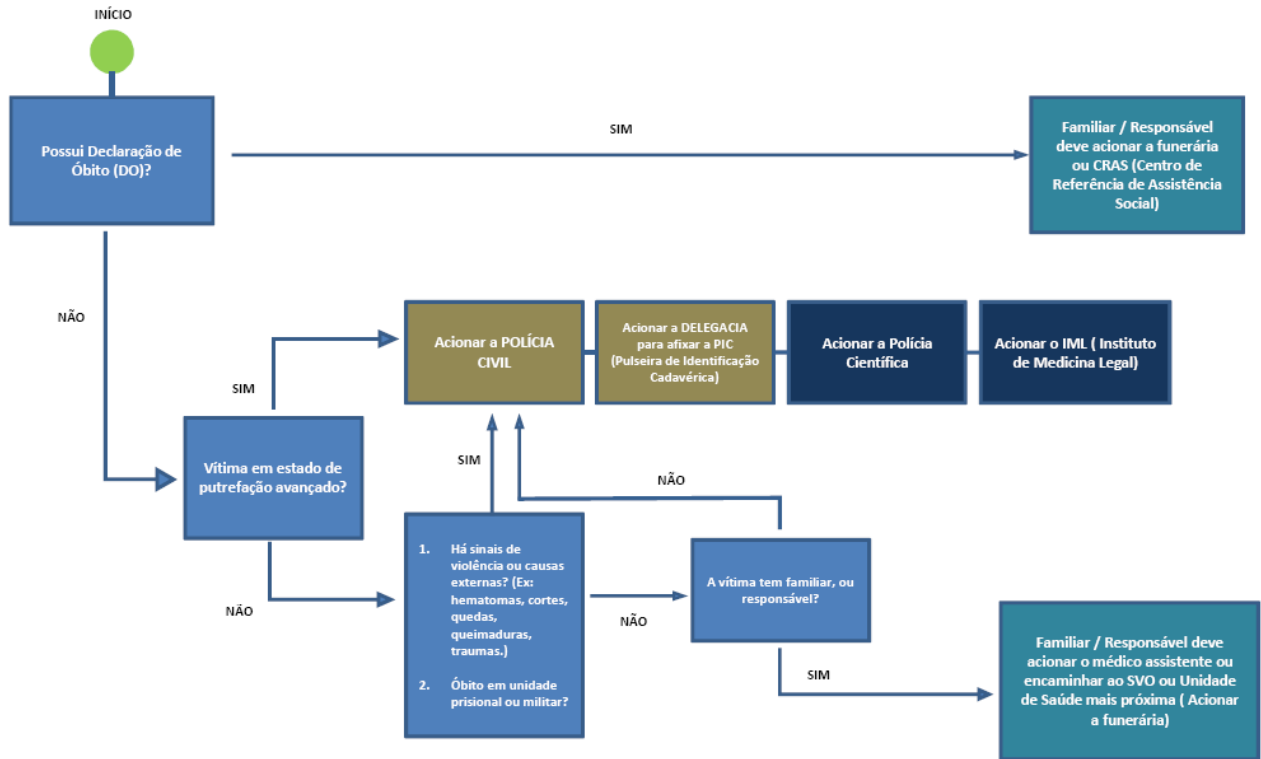 INÍCIO
Possui Declaração de
Óbito (DO)?
SIM
Familiar / Responsável
deve acionar a funerária
ou CRAS (Centro de
Referência de Assistência
Social)
NÃO
SIM
Acionar a POLÍCIA
CIVIL
Acionar a DELEGACIA
para afixar a PIC
(Pulseira de Identificação
Cadavérica)
Acionar a Polícia
Científica
Acionar o IML ( Instituto
de Medicina Legal)
Vítima em estado de
putrefação avançado?
SIM
NÃO
NÃO
1. Há sinais de
violência ou causas
externas? (Ex:
hematomas, cortes,
quedas,
queimaduras,
traumas.)
2. Óbito em unidade
prisional ou militar?
NÃO
A vítima tem familiar, ou
responsável?
SIM
Familiar / Responsável deve
acionar o médico assistente ou
encaminhar ao SVO ou Unidade
de Saúde mais próxima ( Acionar
a funerária)